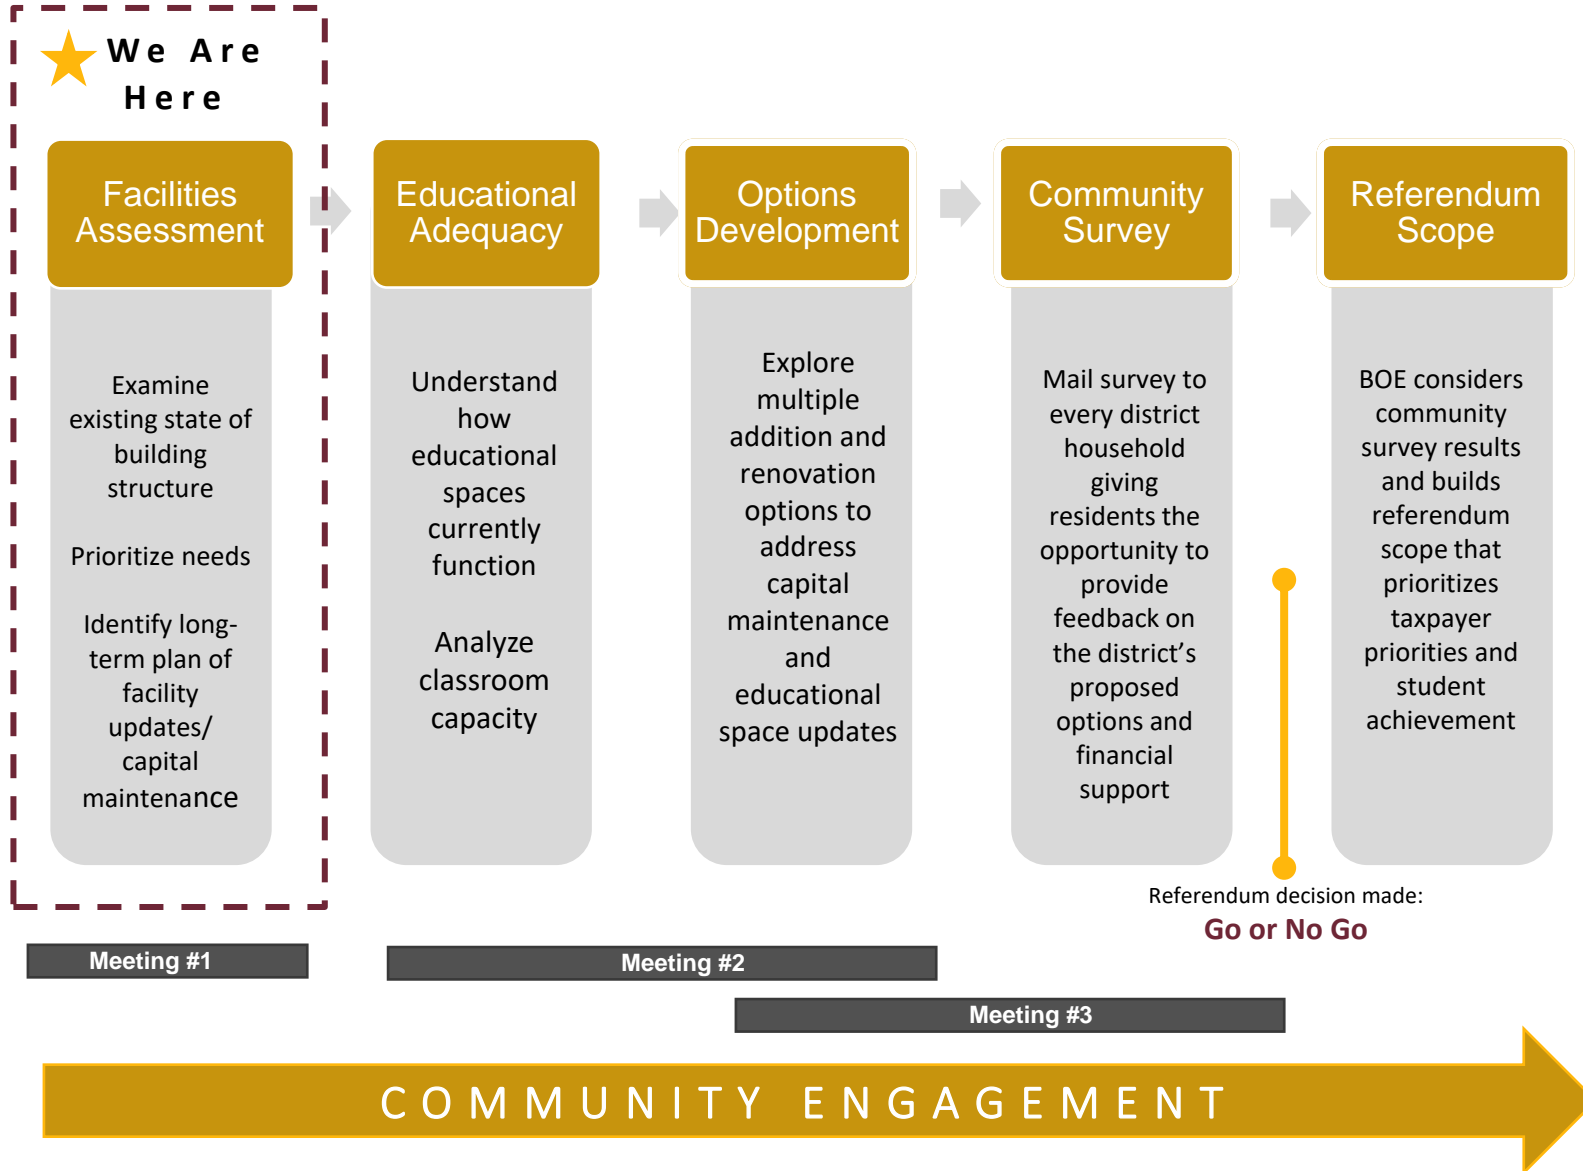 We Are
Here
Facilities
Assessment
Examine
existing state of
building
structure
Prioritize needs
Identify long-
term plan of
facility
updates/
capital
maintenance
Educational
Adequacy
Understand
how
educational
spaces
currently
function
Analyze
classroom
capacity
Options
Development
Explore
multiple
addition and
renovation
options to
address
capital
maintenance
and
educational
space updates
Community
Survey
Mail survey to
every district
household
giving
residents the
opportunity to
provide
feedback on
the district’s
proposed
options and
financial
support
Referendum
Scope
BOE considers
community
survey results
and builds
referendum
scope that
prioritizes
taxpayer
priorities and
student
achievement
Referendum decision made:
Go or No Go
Meeting #1
Meeting #2
Meeting #3
COMMUNITY ENGAGEMENT